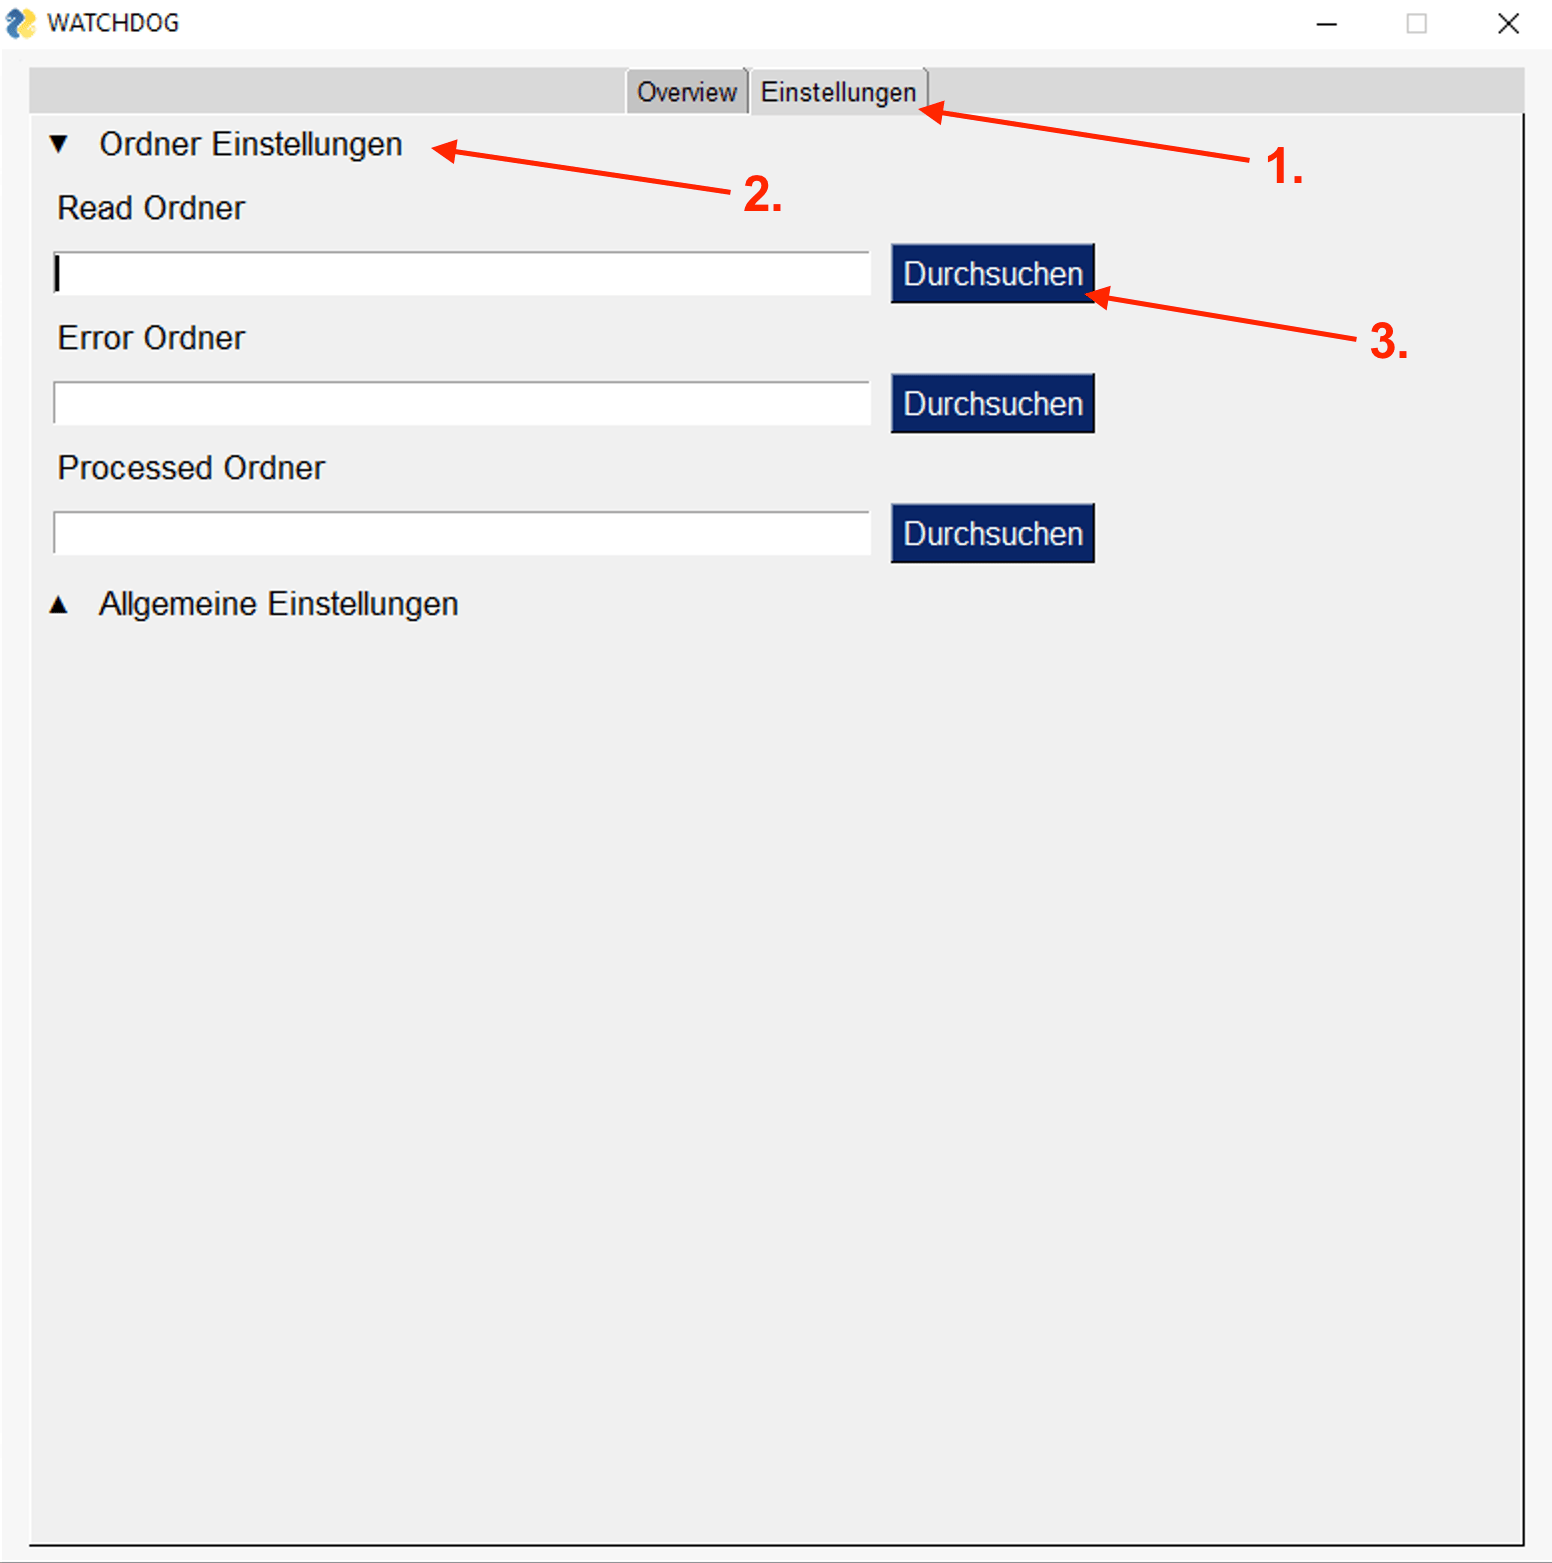 WATCHDOG
Overview Einstellungen
▼ Ordner Einstellungen
1.
2.
Read Ordner
Durchsuchen
3.
Error Ordner
Durchsuchen
Processed Ordner
Durchsuchen
▲ Allgemeine Einstellungen